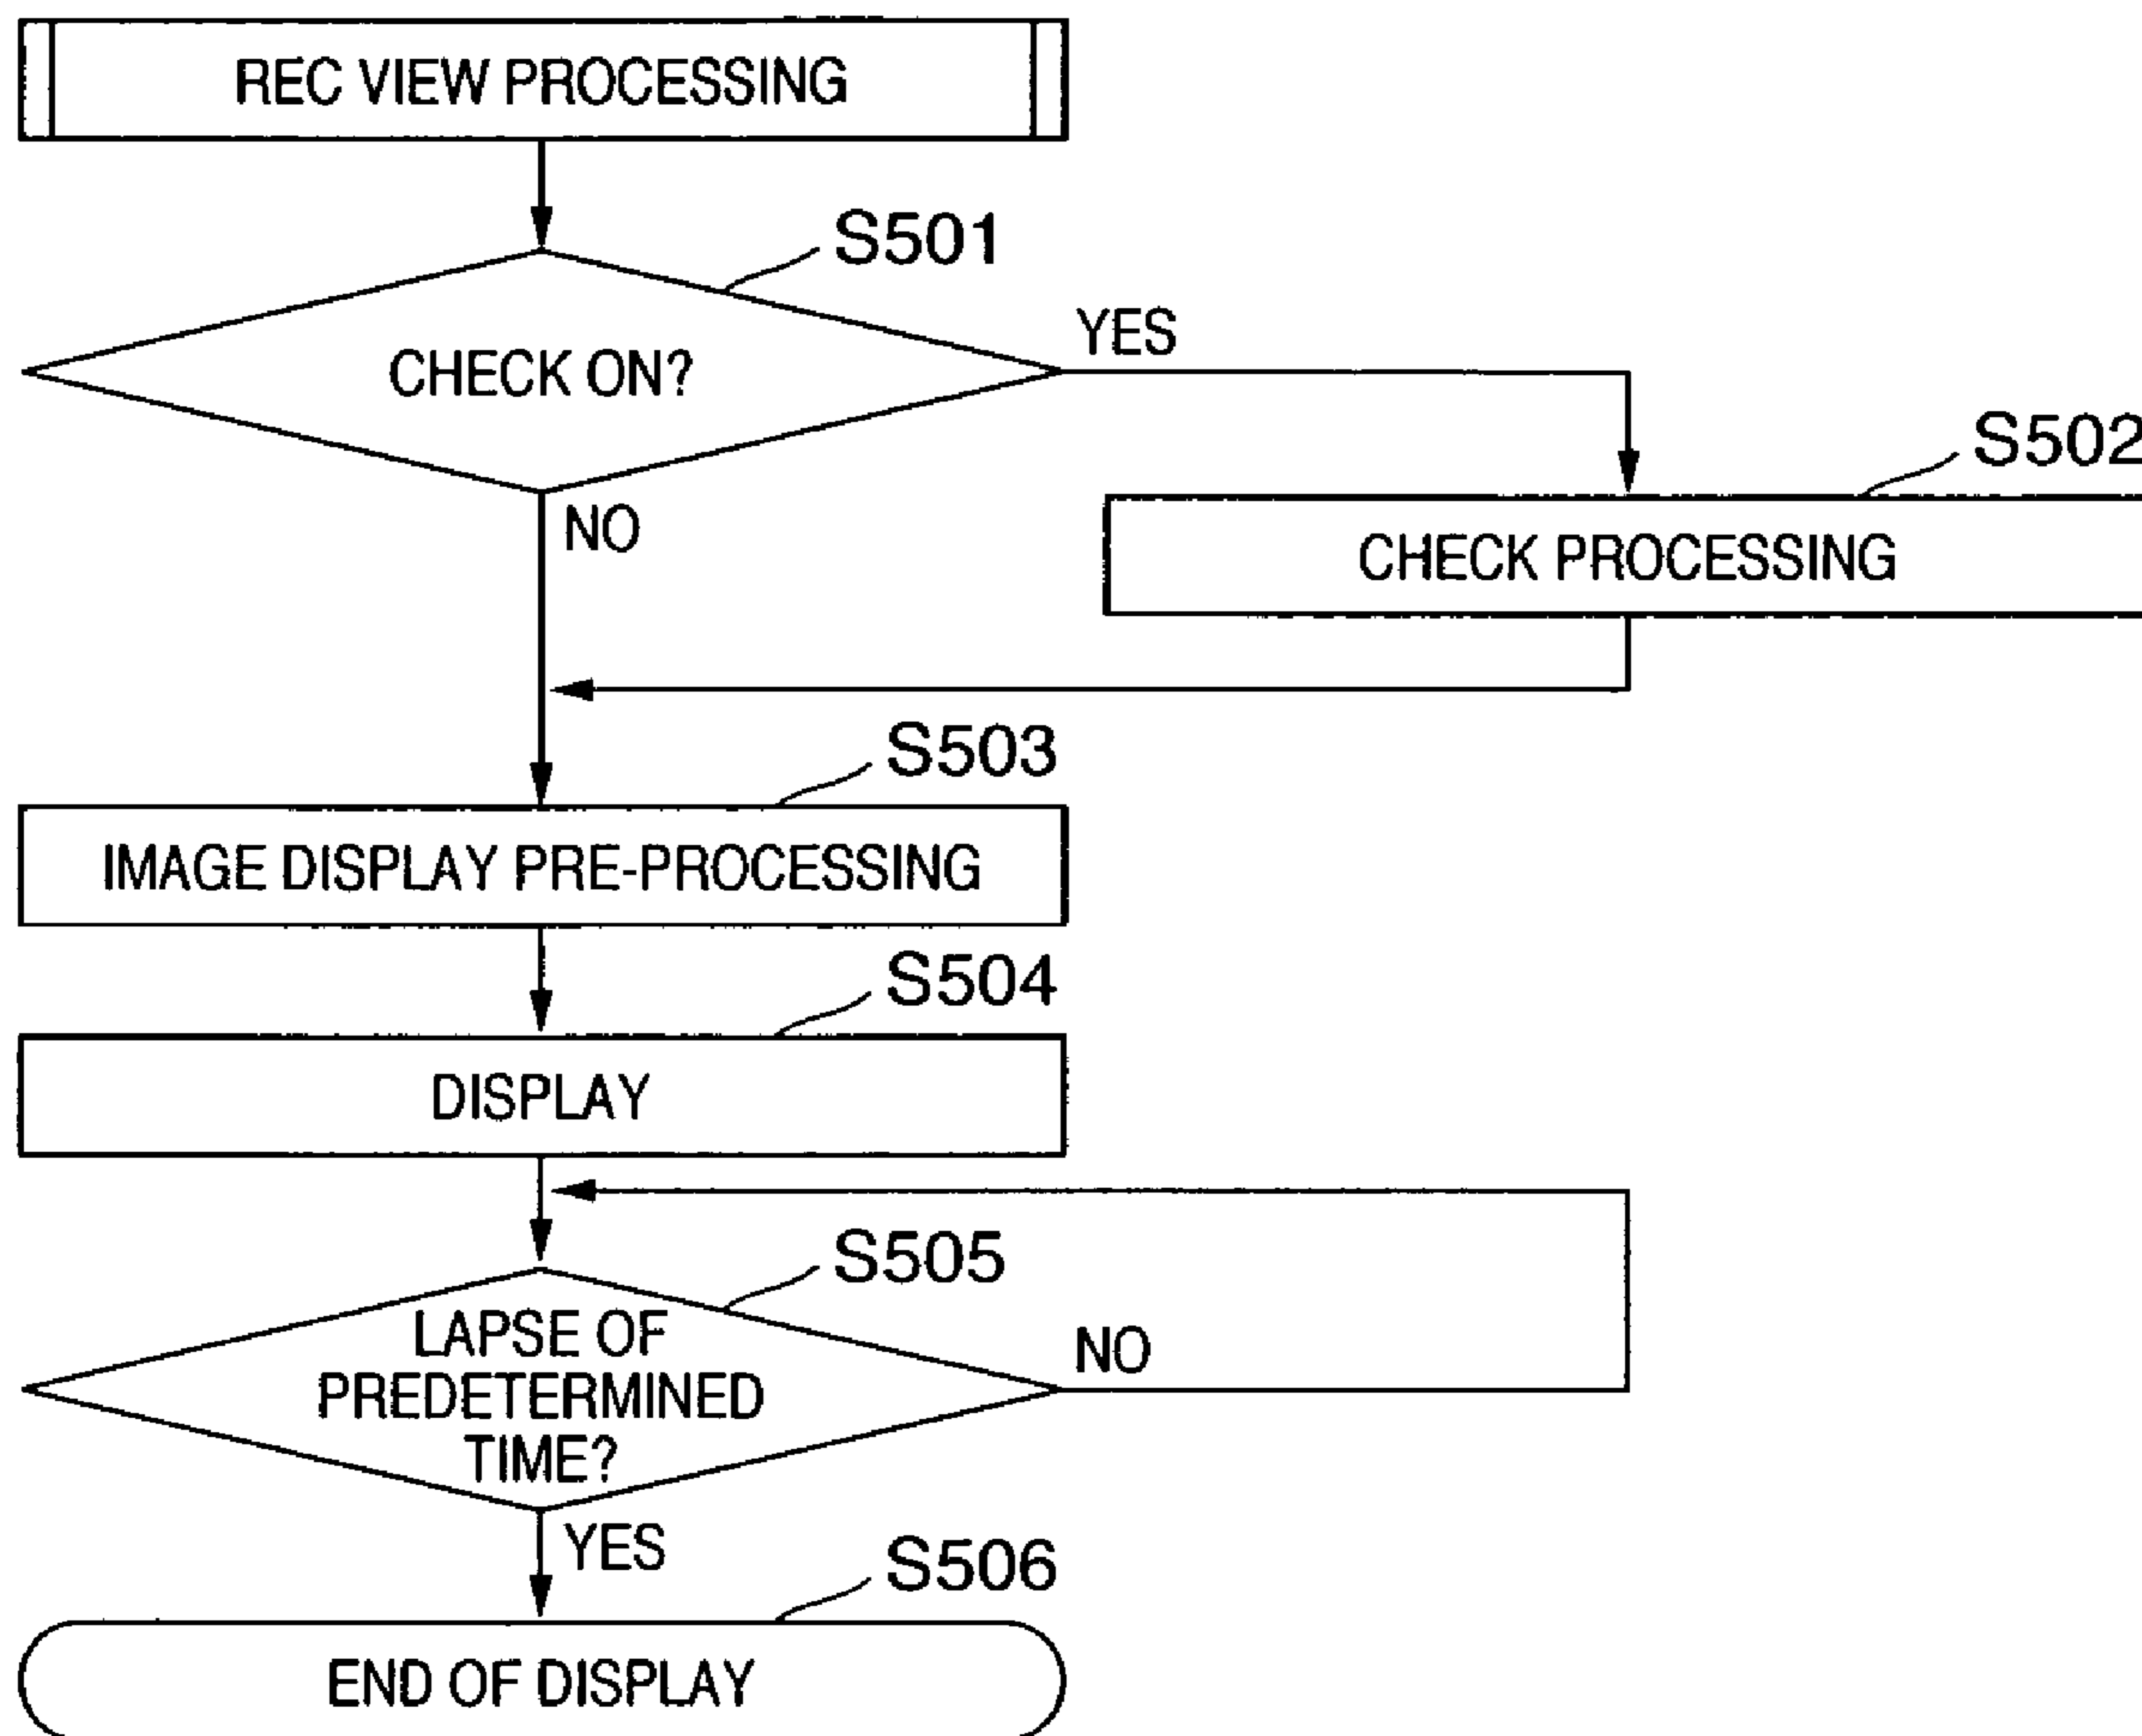 REC VIEW PROCESSING
S501
CHECK ON?
YES
S502
NO
CHECK PROCESSING
S503
IMAGE DISPLAY PRE-PROCESSING
S504
DISPLAY
S505
LAPSE OF
PREDETERMINED
TIME?
NO
YES
S506
END OF DISPLAY